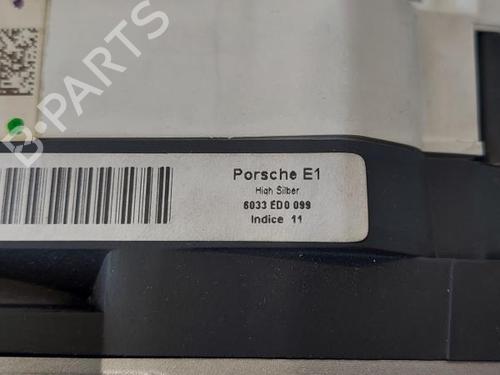 Porsche E1
High Silber
6033 ED0 099
Indice 11
B-PARTS